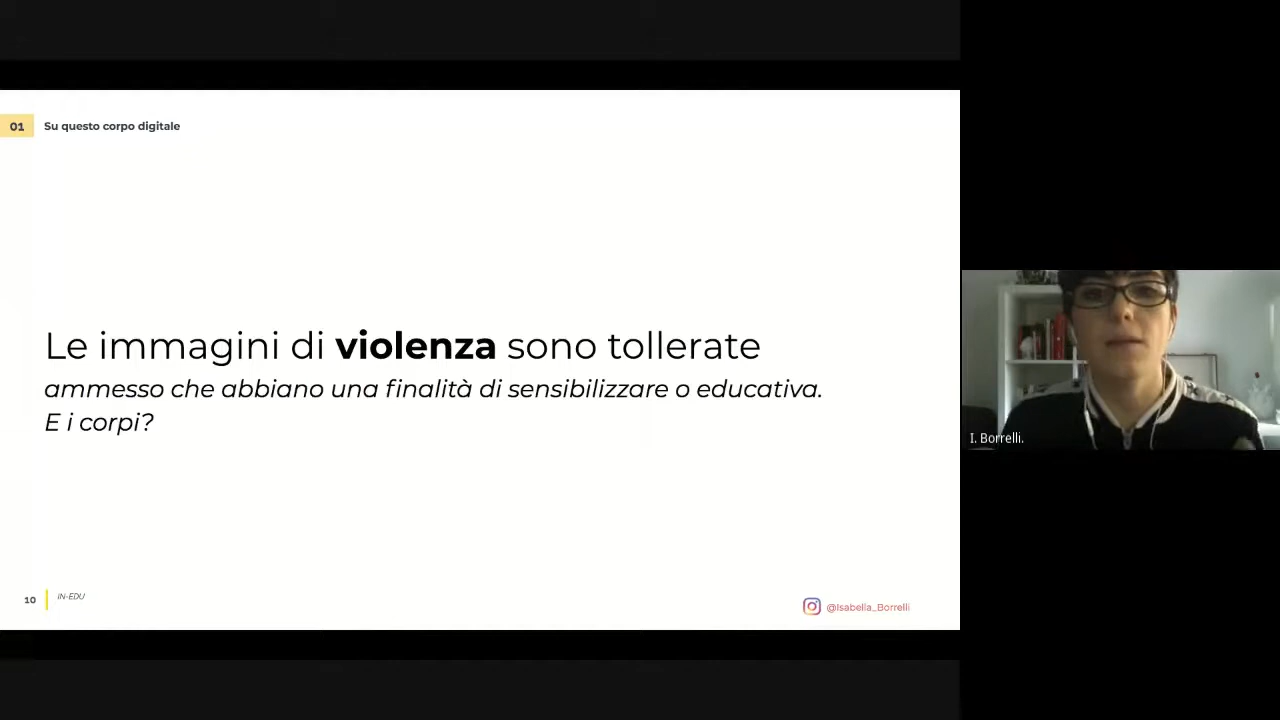 01 Su questo corpo digitale
Le immagini di violenza sono tollerate
ammesso che abbiano una finalità di sensibilizzare o educativa.
E i corpi?
I. Borrelli.
10 IN-EDU
@Isabella_Borrelli